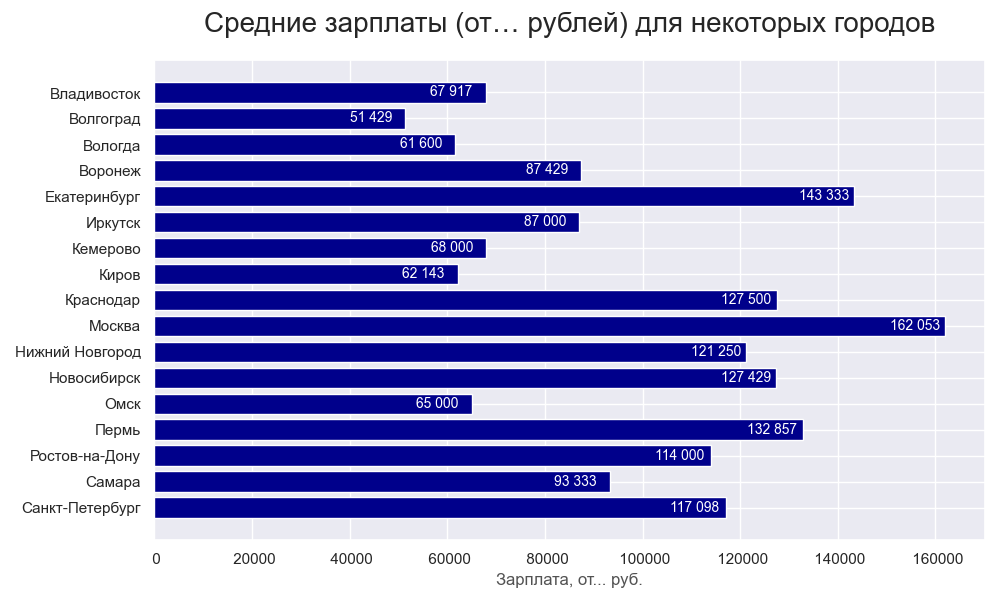 Средние зарплаты (от… рублей) для некоторых городов
Владивосток 67 917
Волгоград 51 429
Вологда 61 600
Воронеж 87 429
Екатеринбург 143 333
Иркутск 87 000
Кемерово 68 000
Киров 62 143
Краснодар 127 500
Москва 162 053
Нижний Новгород 121 250
Новосибирск 127 429
Омск 65 000
Пермь 132 857
Ростов-на-Дону 114 000
Самара 93 333
Санкт-Петербург 117 098
0 20000 40000 60000 80000 100000 120000 140000 160000
Зарплата, от... руб.